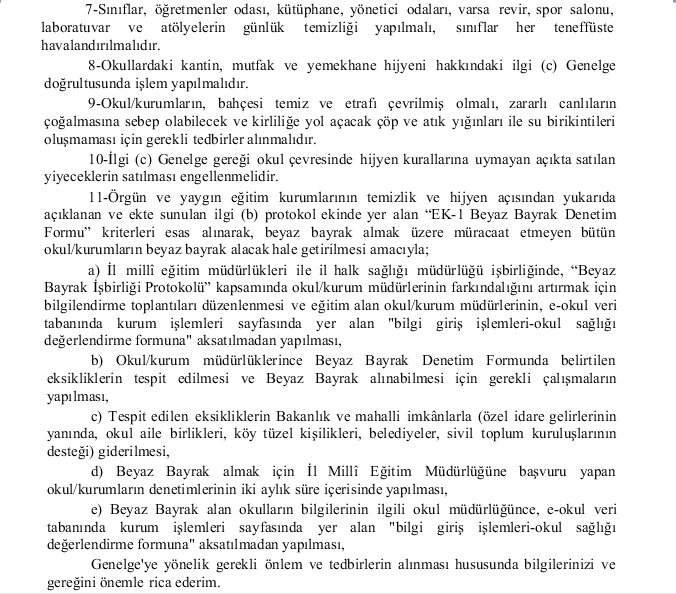 7-Sınıflar, öğretmenler odası, kütüphane, yönetici odaları, varsa revir, spor salonu,
laboratuvar ve atölyelerin günlük temizliği yapılmalı, sınıflar her teneffüste
havalandırılmalıdır.
8-Okullardaki kantin, mutfak ve yemekhane hijyeni hakkındaki ilgi (c) Genelge
doğrultusunda işlem yapılmalıdır.
9-Okul/kurumların, bahçesi temiz ve etrafı çevrilmiş olmalı, zararlı canlıların
çoğalmasına sebep olabilecek ve kirliliğe yol açacak çöp ve atık yığınları ile su birikintileri
oluşmaması için gerekli tedbirler alınmalıdır.
10-İlgi (c) Genelge gereği okul çevresinde hijyen kurallarına uymayan açıkta satılan
yiyeceklerin satılması engellenmelidir.
11-Örgün ve yaygın eğitim kurumlarının temizlik ve hijyen açısından yukarıda
açıklanan ve ekte sunulan ilgi (b) protokol ekinde yer alan “EK-1 Beyaz Bayrak Denetim
Formu” kriterleri esas alınarak, beyaz bayrak almak üzere müracaat etmeyen bütün
okul/kurumların beyaz bayrak alacak hale getirilmesi amacıyla;
a) İl millî eğitim müdürlükleri ile il halk sağlığı müdürlüğü işbirliğinde, “Beyaz
Bayrak İşbirliği Protokolü” kapsamında okul/kurum müdürlerinin farkındalığını artırmak için
bilgilendirme toplantıları düzenlenmesi ve eğitim alan okul/kurum müdürlerinin, e-okul veri
tabanında kurum işlemleri sayfasında yer alan "bilgi giriş işlemleri-okul sağlığı
değerlendirme formuna" aksatılmadan yapılması,
b) Okul/kurum müdürlüklerince Beyaz Bayrak Denetim Formunda belirtilen
eksikliklerin tespit edilmesi ve Beyaz Bayrak alınabilmesi için gerekli çalışmaların
yapılması,
c) Tespit edilen eksikliklerin Bakanlık ve mahalli imkânlarla (özel idare gelirlerinin
yanında, okul aile birlikleri, köy tüzel kişilikleri, belediyeler, sivil toplum kuruluşlarının
desteği) giderilmesi,
d) Beyaz Bayrak almak için İl Millî Eğitim Müdürlüğüne başvuru yapan
okul/kurumların denetimlerinin iki aylık süre içerisinde yapılması,
e) Beyaz Bayrak alan okulların bilgilerinin ilgili okul müdürlüğünce, e-okul veri
tabanında kurum işlemleri sayfasında yer alan "bilgi giriş işlemleri-okul sağlığı
değerlendirme formuna" aksatılmadan yapılması,
Genelge'ye yönelik gerekli önlem ve tedbirlerin alınması hususunda bilgilerinizi ve
gereğini önemle rica ederim.